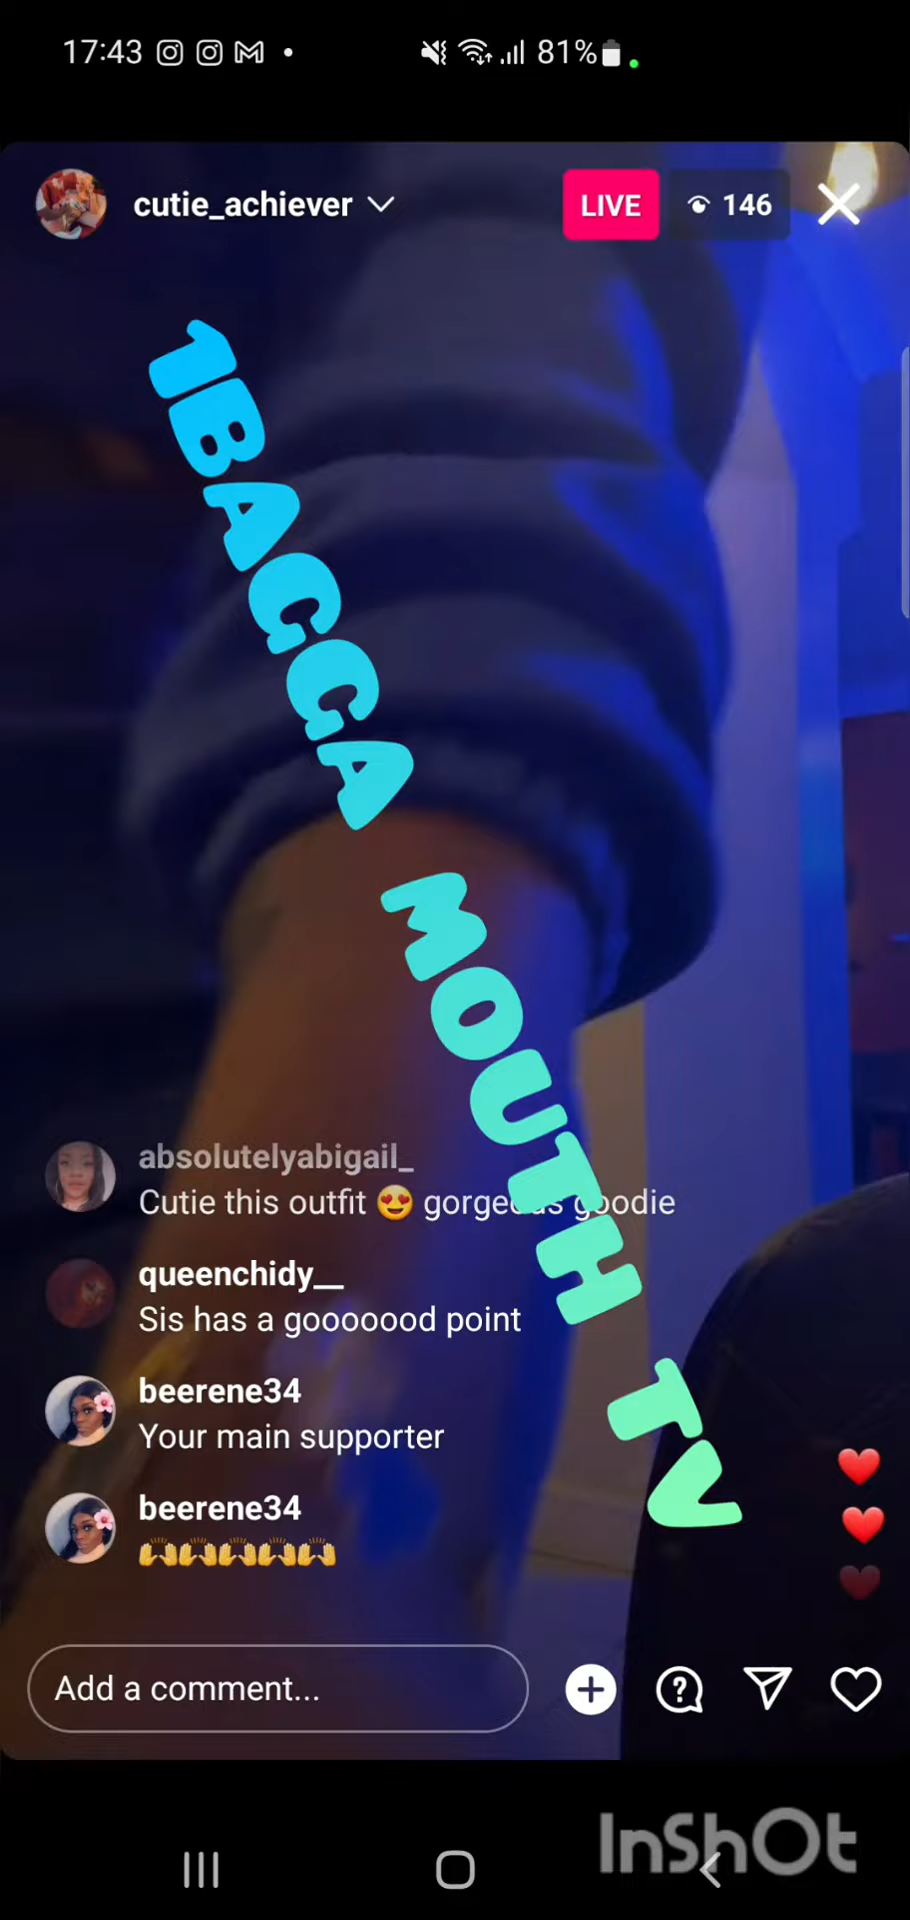 17:43
81%
cutie_achiever
LIVE
146
1BAGGA MOUTH TV
absolutelyabigail_
Cutie this outfit 😍 gorgeous goodie
queenchidy__
Sis has a gooooood point
beerene34
Your main supporter
beerene34
🙌🙌🙌🙌🙌
Add a comment...
InShOt